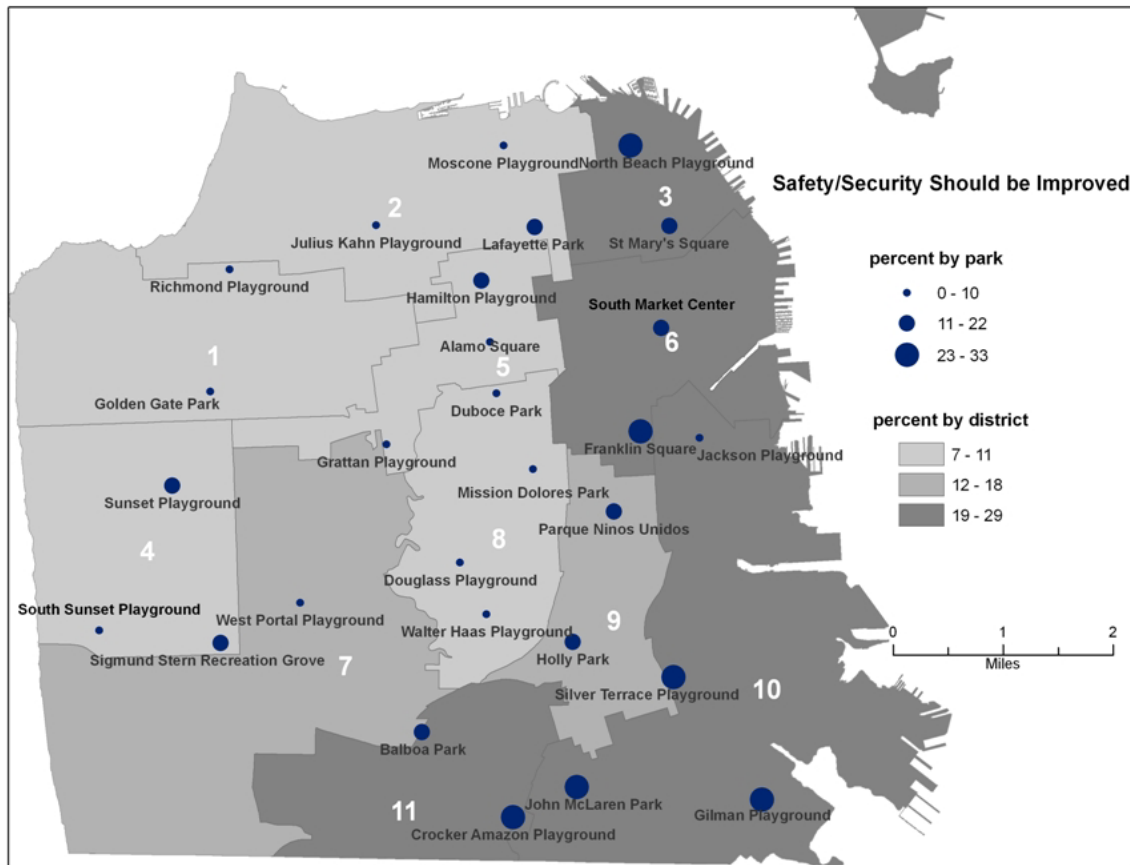 Moscone Playground
North Beach Playground
Safety/Security Should be Improved
2
3
Julius Kahn Playground
Lafayette Park
St Mary's Square
percent by park
Richmond Playground
0 - 10
Hamilton Playground
South Market Center
11 - 22
1
Alamo Square
6
23 - 33
5
Golden Gate Park
Duboce Park
percent by district
Grattan Playground
Franklin Square
Jackson Playground
7 - 11
Sunset Playground
Mission Dolores Park
12 - 18
Parque Ninos Unidos
19 - 29
4
8
Douglass Playground
South Sunset Playground
West Portal Playground
Walter Haas Playground
9
0
1
2
Sigmund Stern Recreation Grove
Holly Park
Miles
7
Silver Terrace Playground
10
Balboa Park
11
John McLaren Park
Gilman Playground
Crocker Amazon Playground